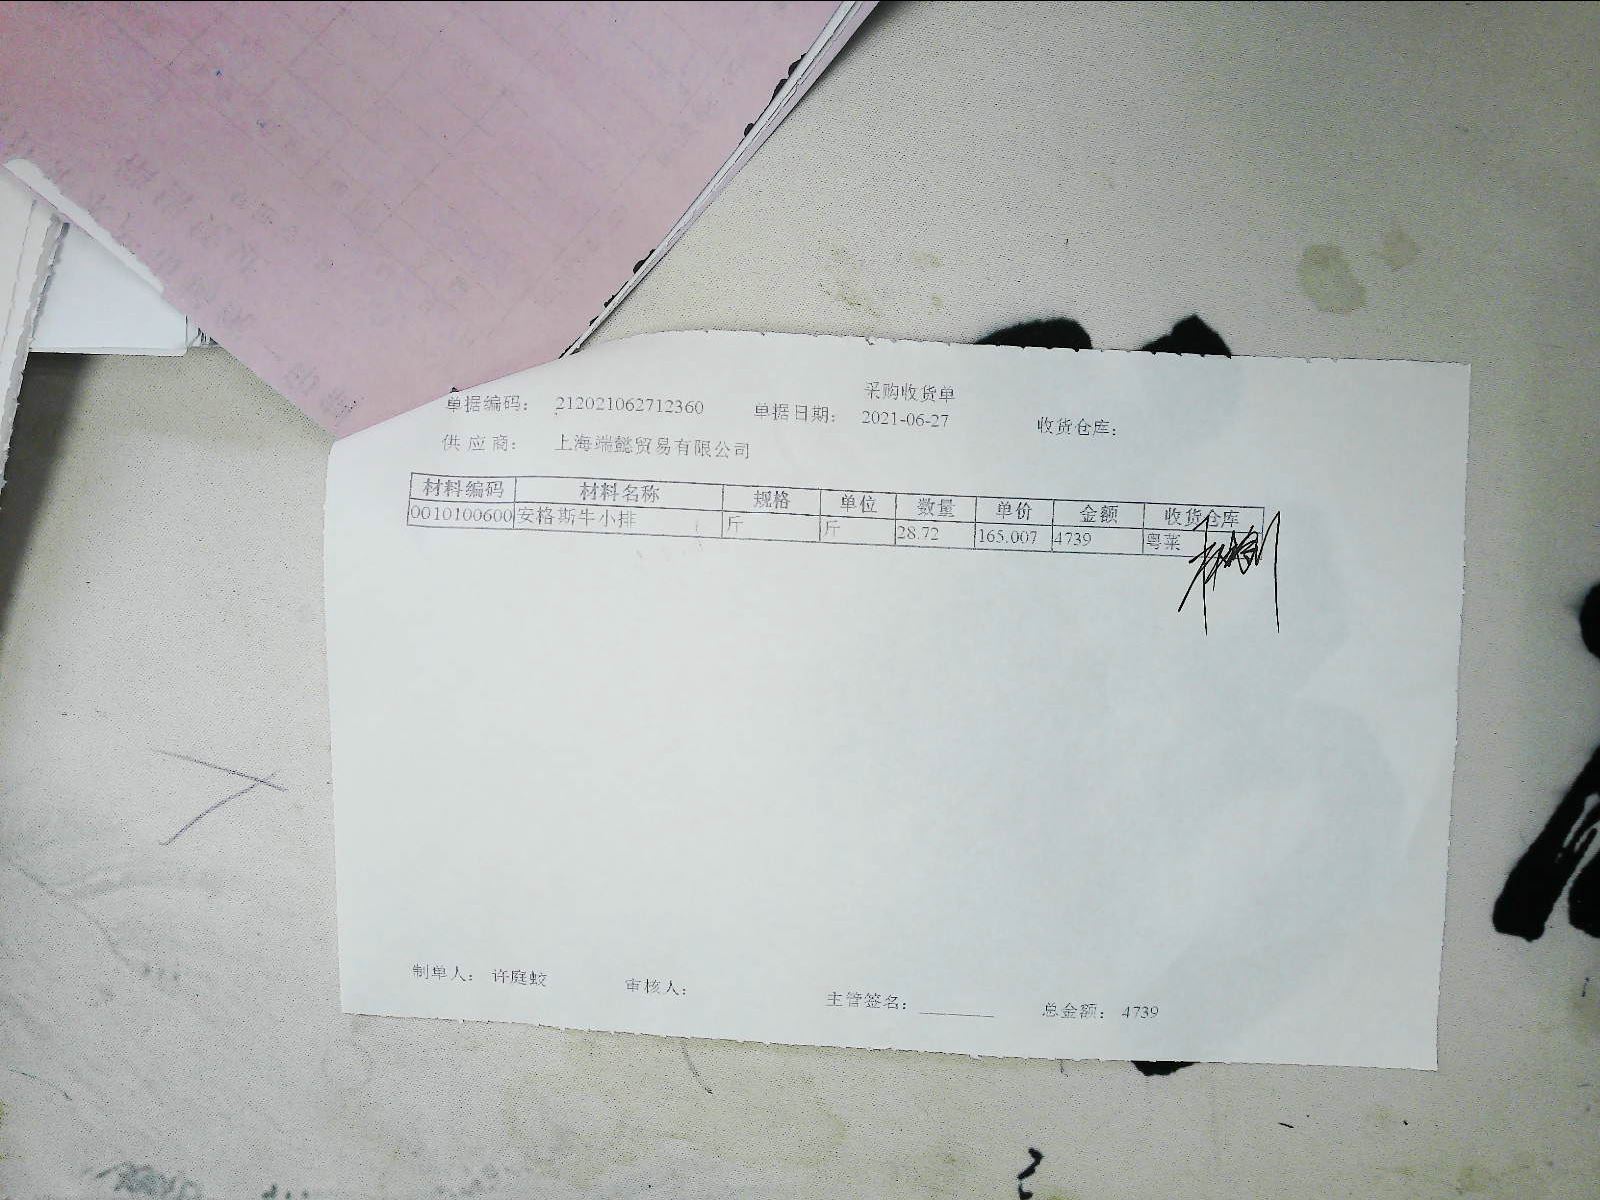 采购收货单
单据编码： 212021062712360 单据日期： 2021-06-27 收货仓库：
供应商： 上海端懿贸易有限公司
材料编码 材料名称 规格 单位 数量 单价 金额 收货仓库
0010100600 安格斯牛小排 斤 斤 28.72 165.007 4739 粤菜
制单人： 许庭蛟 审核人： 主管签名：________ 总金额： 4739